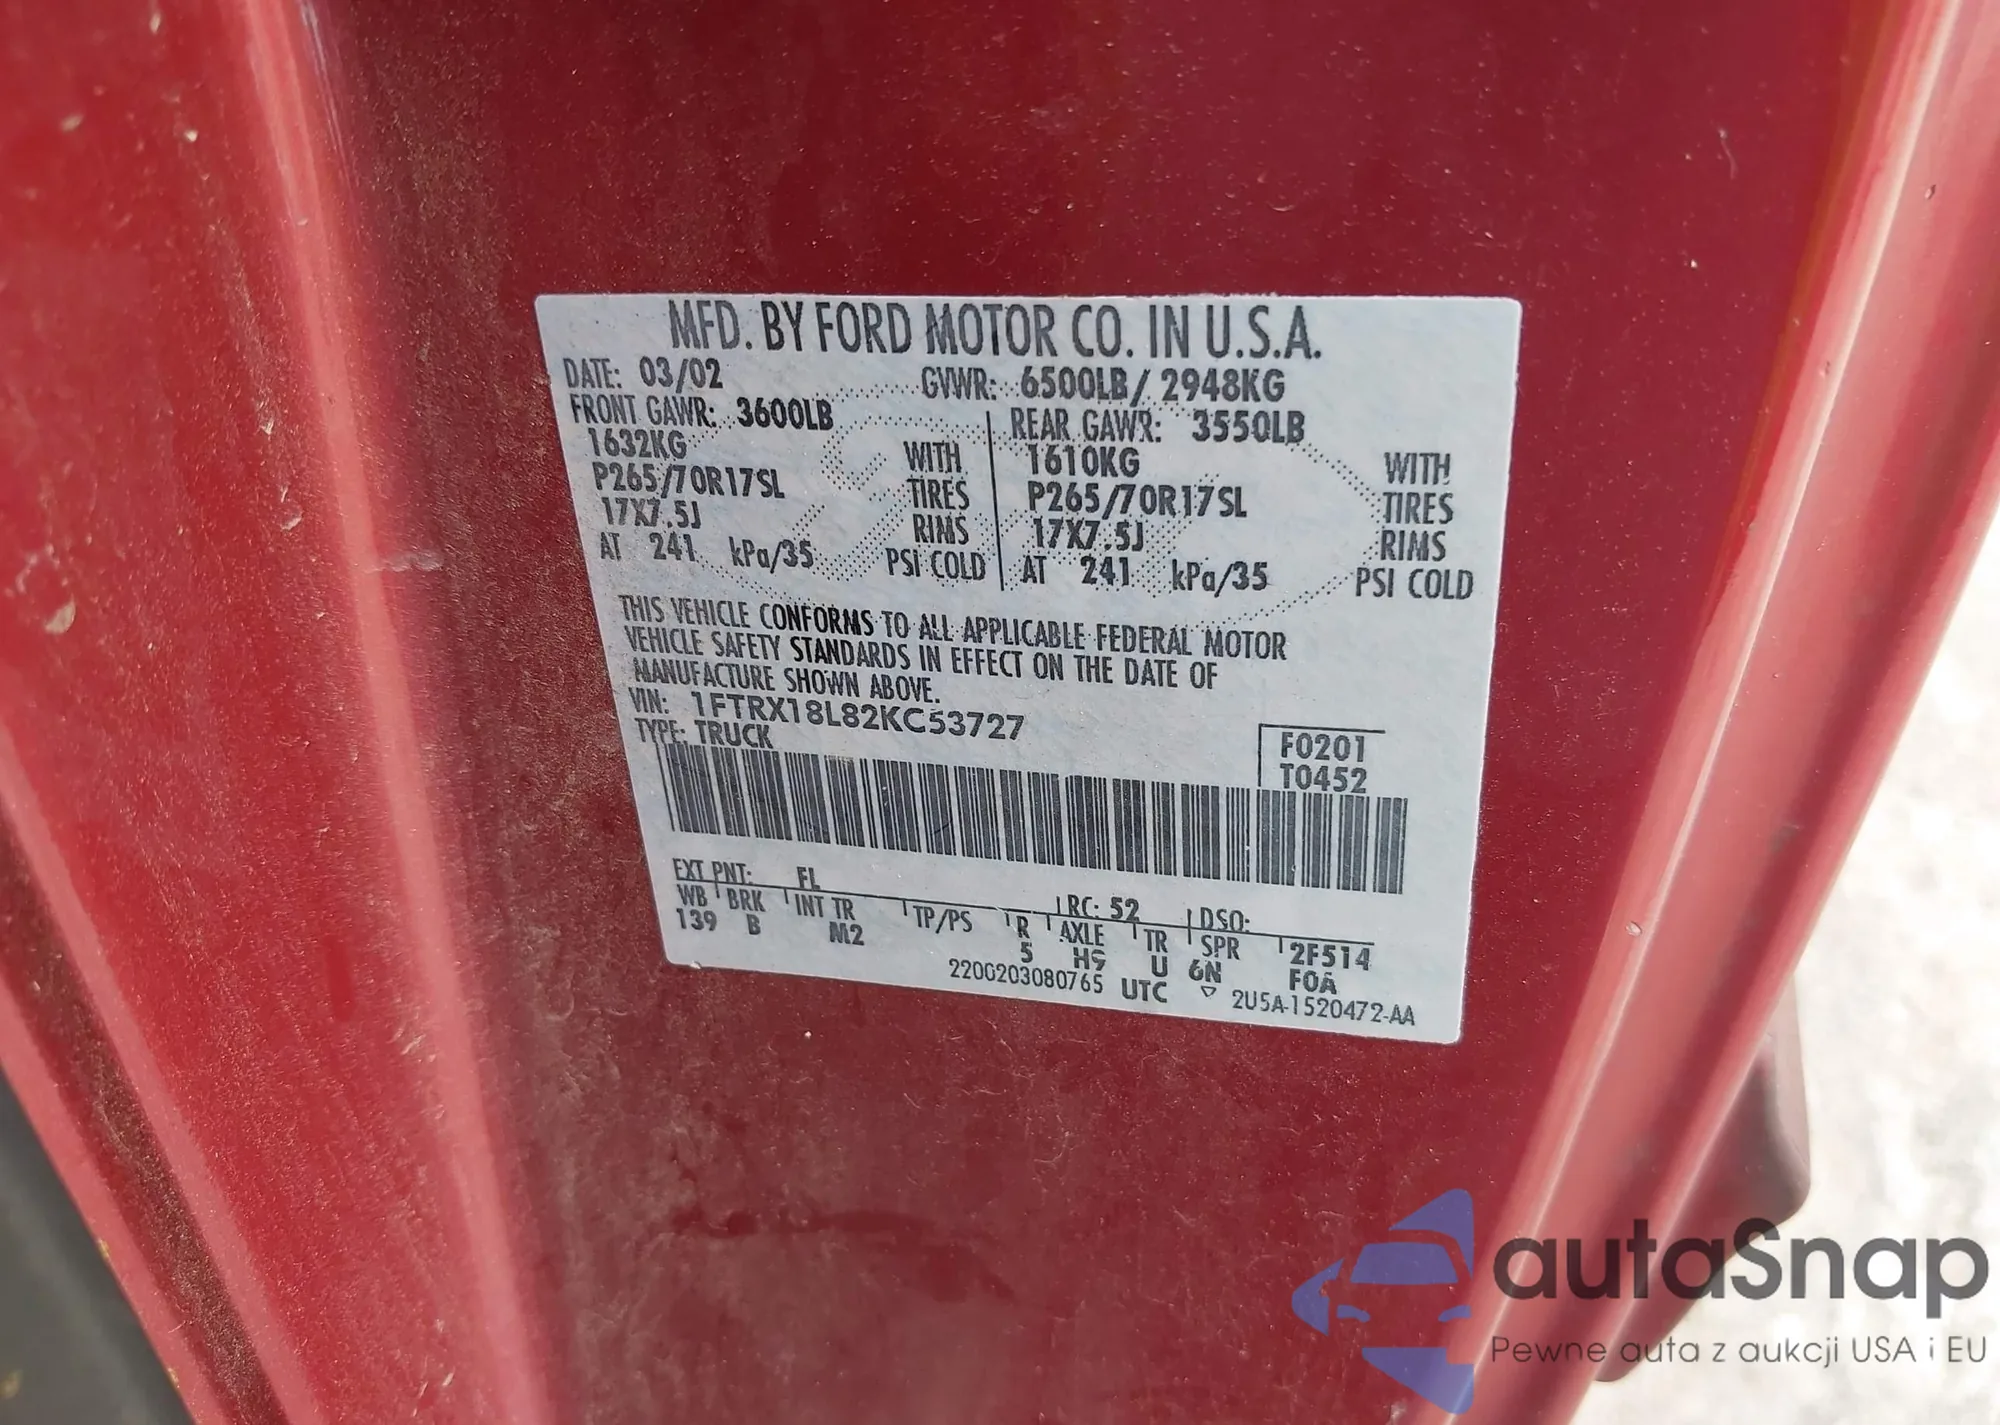 MFD. BY FORD MOTOR CO. IN U.S.A.
DATE: 03/02 GVWR: 6500LB/ 2948KG
FRONT GAWR: 3600LB REAR GAWR: 3550LB
1632KG WITH 1610KG WITH
P265/70R17SL TIRES P265/70R17SL TIRES
17X7.5J RIMS 17X7.5J RIMS
AT 241 kPa/35 PSI COLD AT 241 kPa/35 PSI COLD
THIS VEHICLE CONFORMS TO ALL APPLICABLE FEDERAL MOTOR
VEHICLE SAFETY STANDARDS IN EFFECT ON THE DATE OF
MANUFACTURE SHOWN ABOVE.
VIN: 1FTRX18L82KC53727
TYPE: TRUCK F0201
T0452
EXT PNT: FL RC: 52 DSO:
WB BRK INT TR TP/PS R AXLE TR SPR 2F514
139 B M2 5 H9 U 6N F0A
2200203080765 UTC ▽ 2U5A-1520472-AA
autaSnap
Pewne auta z aukcji USA i EU